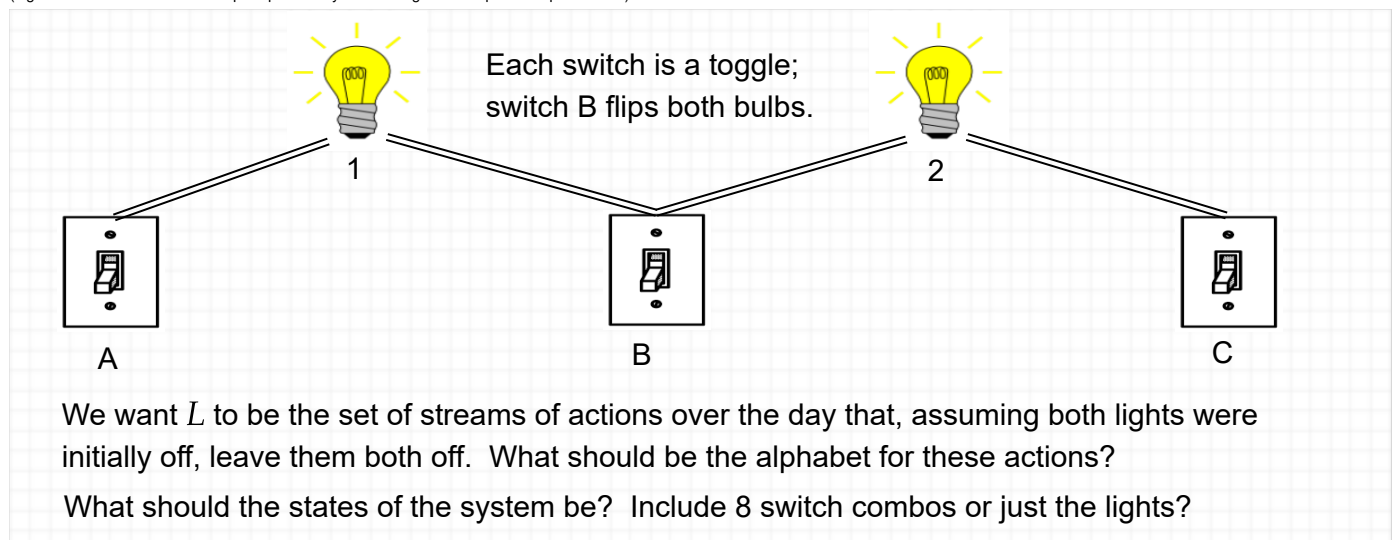 Each switch is a toggle;
switch B flips both bulbs.
1
2
A
B
C
We want L to be the set of streams of actions over the day that, assuming both lights were
initially off, leave them both off. What should be the alphabet for these actions?
What should the states of the system be? Include 8 switch combos or just the lights?